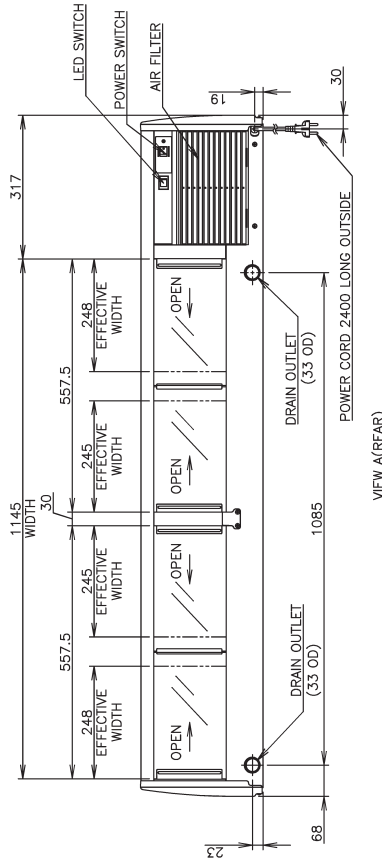 LED SWITCH
POWER SWITCH
AIR FILTER
317
19
30
1145
WIDTH
557.5
30
557.5
248
EFFECTIVE
WIDTH
245
EFFECTIVE
WIDTH
245
EFFECTIVE
WIDTH
248
EFFECTIVE
WIDTH
OPEN
OPEN
OPEN
OPEN
23
68
DRAIN OUTLET
(33 OD)
1085
DRAIN OUTLET
(33 OD)
POWER CORD 2400 LONG OUTSIDE
VIEW A(REAR)